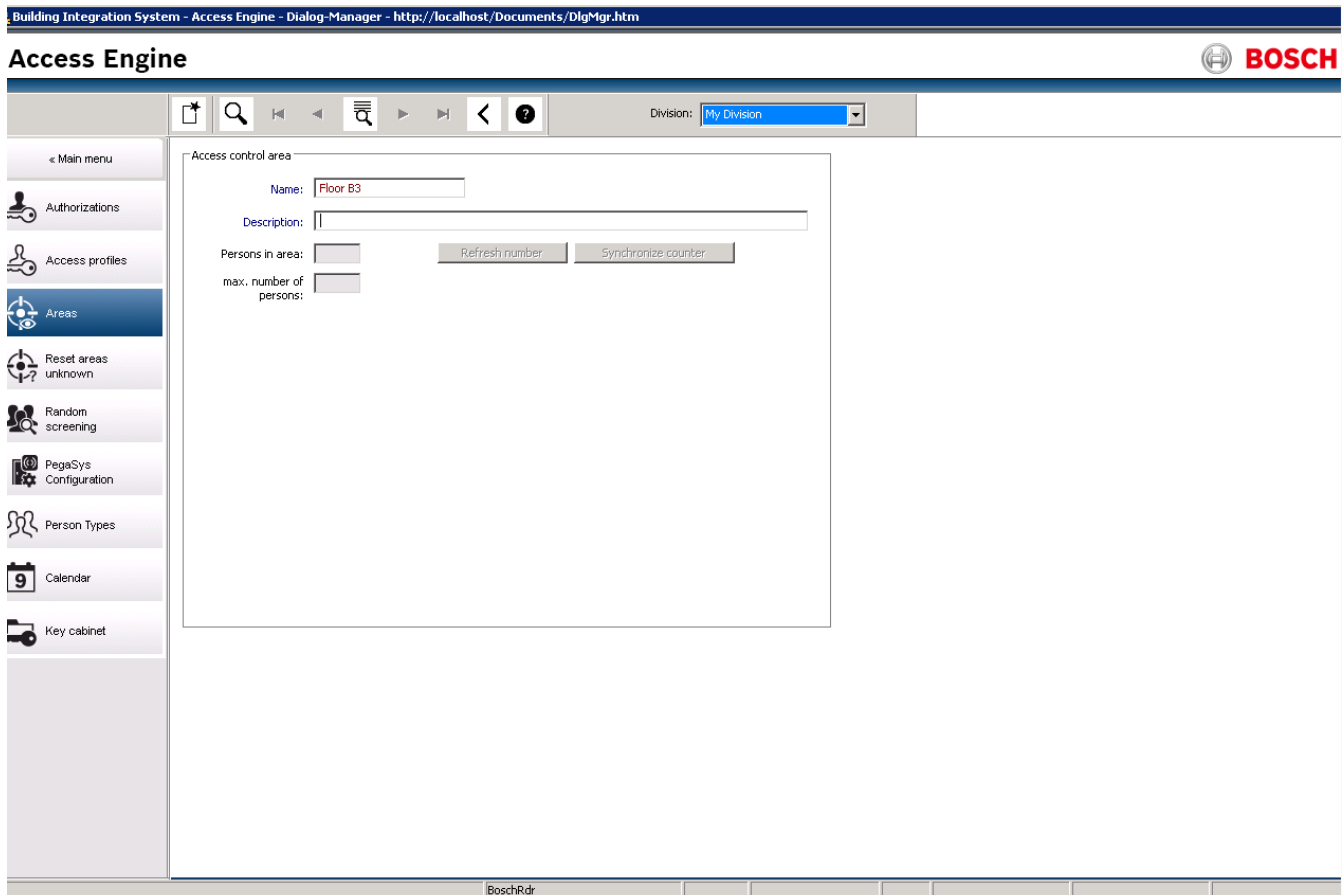 Building Integration System - Access Engine - Dialog-Manager - http://localhost/Documents/DlgMgr.htm
Access Engine
BOSCH
Division: My Division
« Main menu
Authorizations
Access profiles
Areas
Reset areas
unknown
Random
screening
PegaSys
Configuration
Person Types
9
Calendar
Key cabinet
Access control area
Name: Floor B3
Description:
Persons in area:
Refresh number
Synchronize counter
max. number of
persons:
BoschRdr